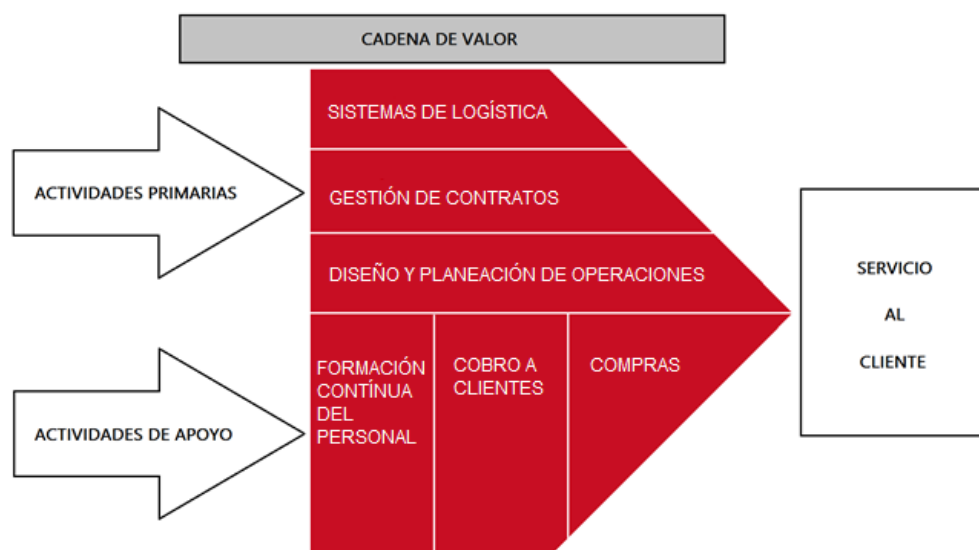 CADENA DE VALOR
SISTEMAS DE LOGÍSTICA
ACTIVIDADES PRIMARIAS
GESTIÓN DE CONTRATOS
DISEÑO Y PLANEACIÓN DE OPERACIONES
SERVICIO
AL
CLIENTE
ACTIVIDADES DE APOYO
FORMACIÓN
CONTÍNUA
DEL
PERSONAL
COBRO A
CLIENTES
COMPRAS